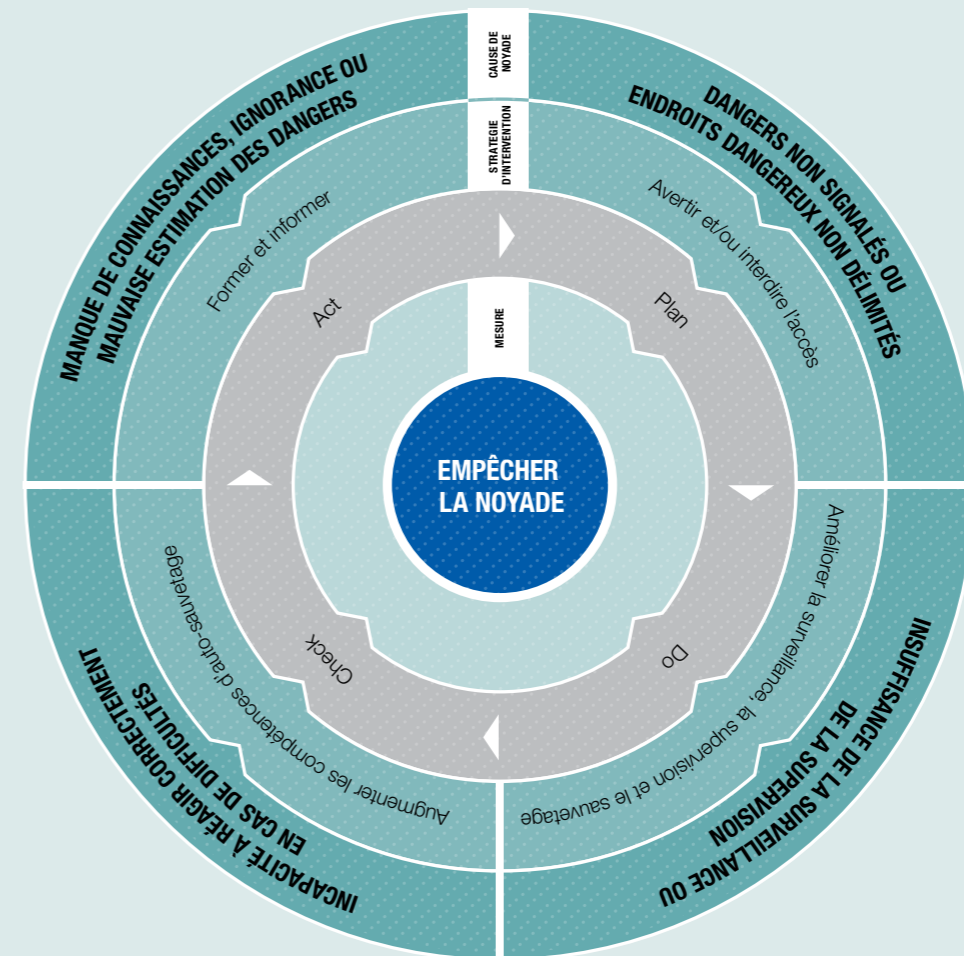 CAUSE DE
NOYADE
STRATEGIE
D'INTERVENTION
MESURE
EMPÊCHER
LA NOYADE
MANQUE DE CONNAISSANCES, IGNORANCE OU
MAUVAISE ESTIMATION DES DANGERS
Former et informer
DANGERS NON SIGNALÉS OU
ENDROITS DANGEREUX NON DÉLIMITÉS
Avertir et/ou interdire l'accès
INSUFFISANCE DE LA SURVEILLANCE OU
DE LA SUPERVISION
Améliorer la surveillance, la supervision et le sauvetage
INCAPACITÉ À RÉAGIR CORRECTEMENT
EN CAS DE DIFFICULTÉS
Augmenter les compétences d'auto-sauvetage
Act
Plan
Do
Check